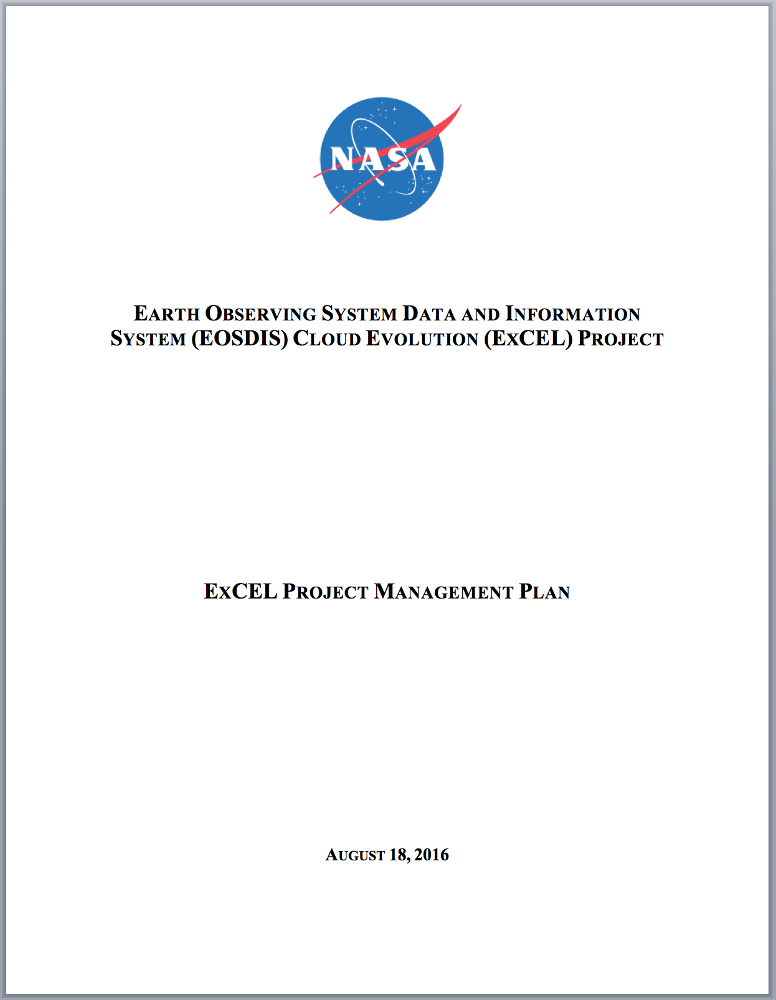 NASA
EARTH OBSERVING SYSTEM DATA AND INFORMATION
SYSTEM (EOSDIS) CLOUD EVOLUTION (EXCEL) PROJECT
EXCEL PROJECT MANAGEMENT PLAN
AUGUST 18, 2016